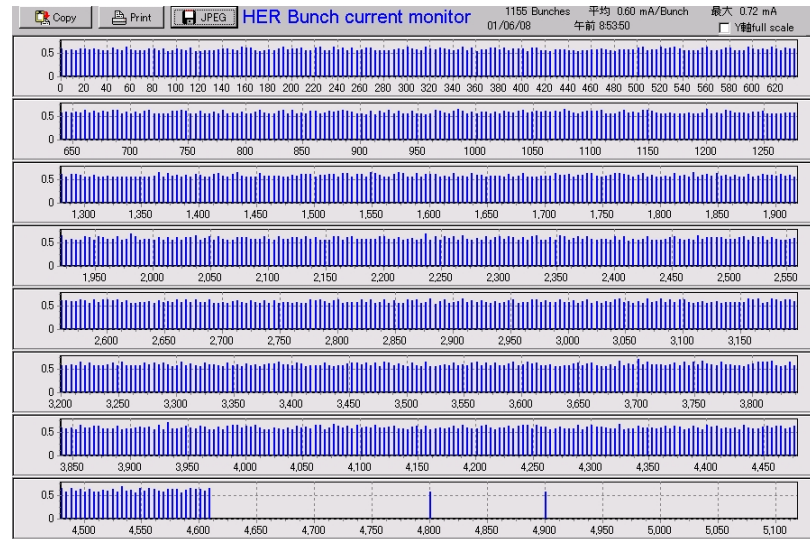 Copy Print JPEG HER Bunch current monitor 1155 Bunches 平均 0.60 mA/Bunch 最大 0.72 mA
01/06/08 午前 8:53:50 Y軸full scale
0.5
0
0 20 40 60 80 100 120 140 160 180 200 220 240 260 280 300 320 340 360 380 400 420 440 460 480 500 520 540 560 580 600 620
0.5
0
650 700 750 800 850 900 950 1000 1050 1100 1150 1200 1250
0.5
0
1,300 1,350 1,400 1,450 1,500 1,550 1,600 1,650 1,700 1,750 1,800 1,850 1,900
0.5
0
1,950 2,000 2,050 2,100 2,150 2,200 2,250 2,300 2,350 2,400 2,450 2,500 2,550
0.5
0
2,600 2,650 2,700 2,750 2,800 2,850 2,900 2,950 3,000 3,050 3,100 3,150
0.5
0
3,200 3,250 3,300 3,350 3,400 3,450 3,500 3,550 3,600 3,650 3,700 3,750 3,800
0.5
0
3,850 3,900 3,950 4,000 4,050 4,100 4,150 4,200 4,250 4,300 4,350 4,400 4,450
0.5
0
4,500 4,550 4,600 4,650 4,700 4,750 4,800 4,850 4,900 4,950 5,000 5,050 5,100